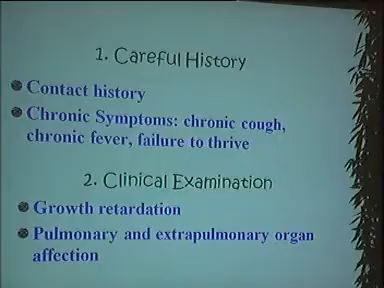 1. Careful History
Contact history
Chronic Symptoms: chronic cough,
chronic fever, failure to thrive
2. Clinical Examination
Growth retardation
Pulmonary and extrapulmonary organ
affection